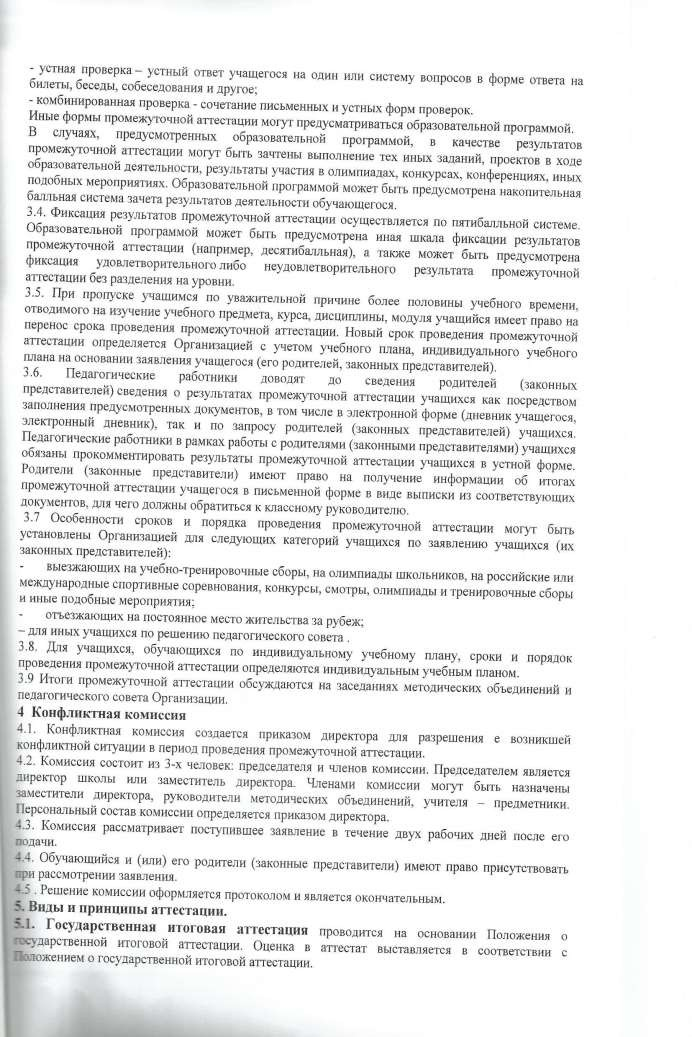 - устная проверка – устный ответ учащегося на один или систему вопросов в форме ответа на
билеты, беседы, собеседования и другое;
- комбинированная проверка - сочетание письменных и устных форм проверок.
Иные формы промежуточной аттестации могут предусматриваться образовательной программой.
В случаях, предусмотренных образовательной программой, в качестве результатов
промежуточной аттестации могут быть зачтены выполнение тех иных заданий, проектов в ходе
образовательной деятельности, результаты участия в олимпиадах, конкурсах, конференциях, иных
подобных мероприятиях. Образовательной программой может быть предусмотрена накопительная
балльная система зачета результатов деятельности обучающегося.
3.4. Фиксация результатов промежуточной аттестации осуществляется по пятибалльной системе.
Образовательной программой может быть предусмотрена иная шкала фиксации результатов
промежуточной аттестации (например, десятибалльная), а также может быть предусмотрена
фиксация удовлетворительного либо неудовлетворительного результата промежуточной
аттестации без разделения на уровни.
3.5. При пропуске учащимся по уважительной причине более половины учебного времени,
отводимого на изучение учебного предмета, курса, дисциплины, модуля учащийся имеет право на
перенос срока проведения промежуточной аттестации. Новый срок проведения промежуточной
аттестации определяется Организацией с учетом учебного плана, индивидуального учебного
плана на основании заявления учащегося (его родителей, законных представителей).
3.6. Педагогические работники доводят до сведения родителей (законных
представителей) сведения о результатах промежуточной аттестации учащихся как посредством
заполнения предусмотренных документов, в том числе в электронной форме (дневник учащегося,
электронный дневник), так и по запросу родителей (законных представителей) учащихся.
Педагогические работники в рамках работы с родителями (законными представителями) учащихся
обязаны прокомментировать результаты промежуточной аттестации учащихся в устной форме.
Родители (законные представители) имеют право на получение информации об итогах
промежуточной аттестации учащегося в письменной форме в виде выписки из соответствующих
документов, для чего должны обратиться к классному руководителю.
3.7 Особенности сроков и порядка проведения промежуточной аттестации могут быть
установлены Организацией для следующих категорий учащихся по заявлению учащихся (их
законных представителей):
- выезжающих на учебно-тренировочные сборы, на олимпиады школьников, на российские или
международные спортивные соревнования, конкурсы, смотры, олимпиады и тренировочные сборы
и иные подобные мероприятия;
- отъезжающих на постоянное место жительства за рубеж;
– для иных учащихся по решению педагогического совета .
3.8. Для учащихся, обучающихся по индивидуальному учебному плану, сроки и порядок
проведения промежуточной аттестации определяются индивидуальным учебным планом.
3.9 Итоги промежуточной аттестации обсуждаются на заседаниях методических объединений и
педагогического совета Организации.
4 Конфликтная комиссия
4.1. Конфликтная комиссия создается приказом директора для разрешения е возникшей
конфликтной ситуации в период проведения промежуточной аттестации.
4.2. Комиссия состоит из 3-х человек: председателя и членов комиссии. Председателем является
директор школы или заместитель директора. Членами комиссии могут быть назначены
заместители директора, руководители методических объединений, учителя – предметники.
Персональный состав комиссии определяется приказом директора.
4.3. Комиссия рассматривает поступившее заявление в течение двух рабочих дней после его
подачи.
4.4. Обучающийся и (или) его родители (законные представители) имеют право присутствовать
при рассмотрении заявления.
4.5 . Решение комиссии оформляется протоколом и является окончательным.
5. Виды и принципы аттестации.
5.1. Государственная итоговая аттестация проводится на основании Положения о
государственной итоговой аттестации. Оценка в аттестат выставляется в соответствии с
Положением о государственной итоговой аттестации.